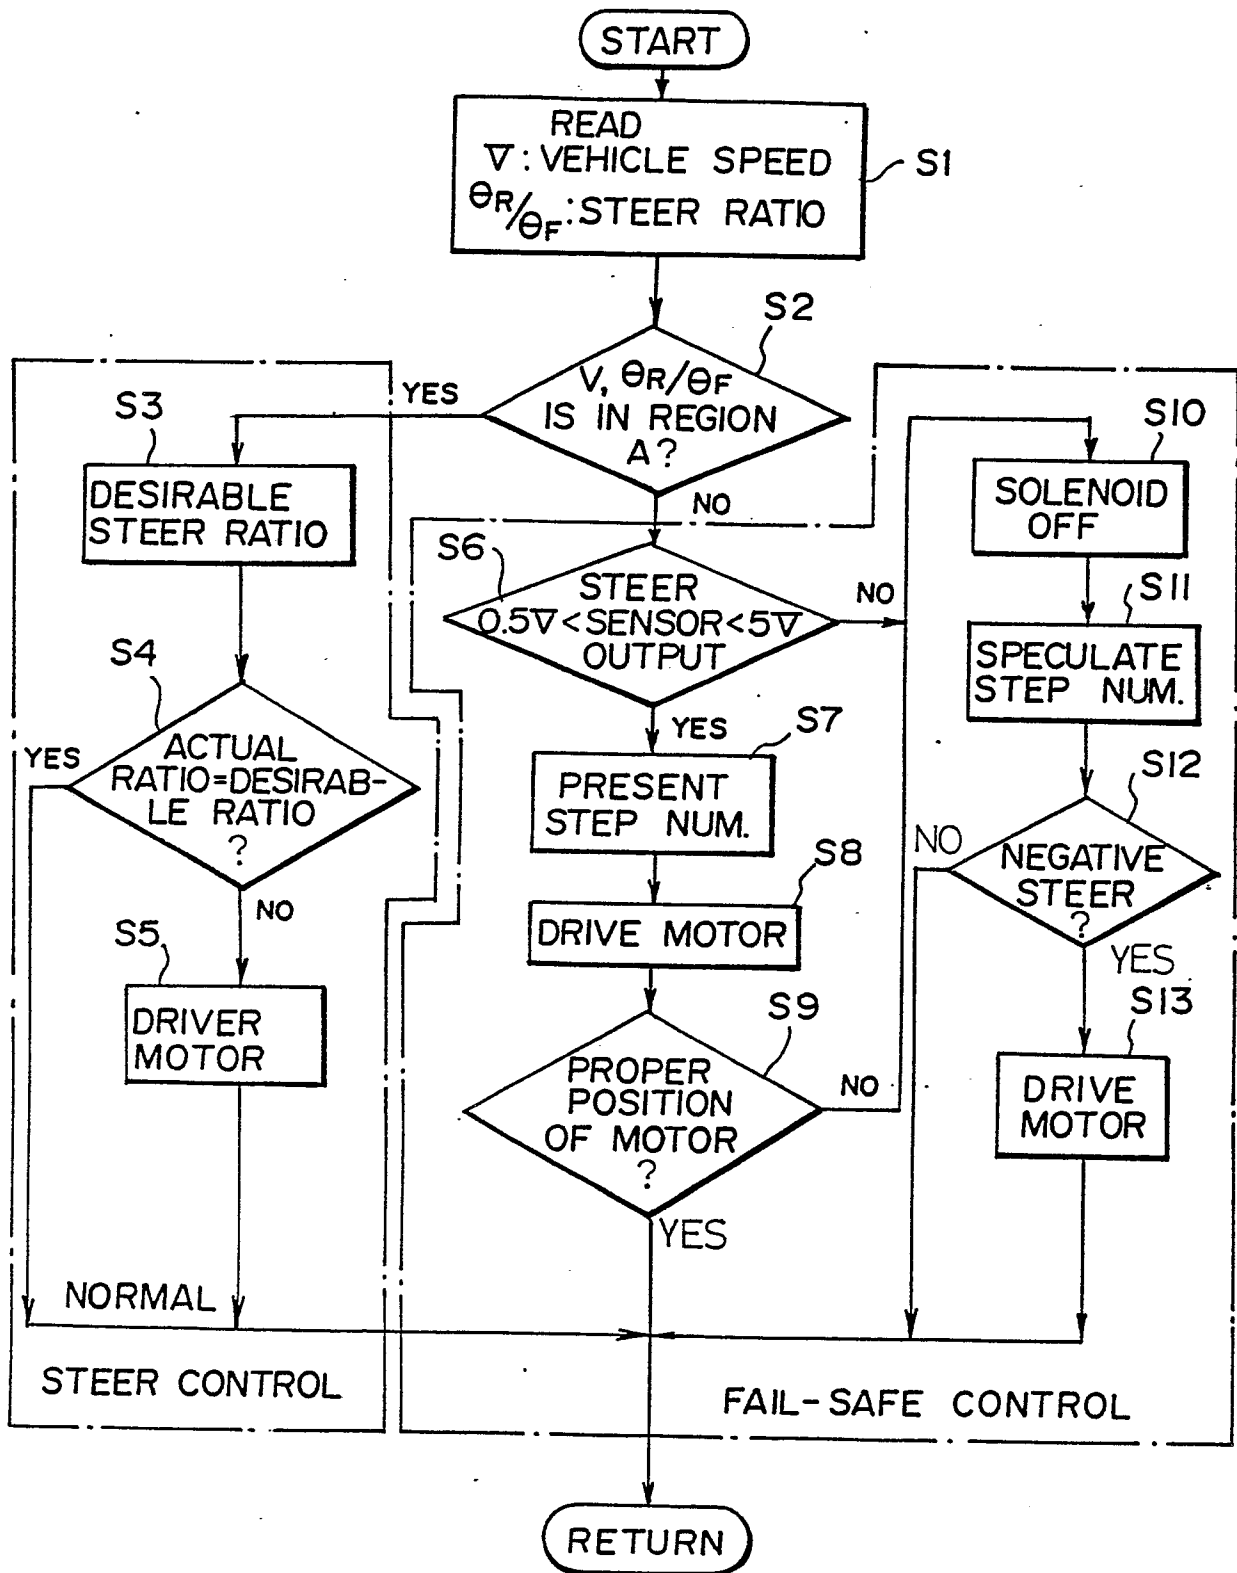 START
READ
V: VEHICLE SPEED
θR/θF: STEER RATIO
S1
S2
V, θR/θF
IS IN REGION
A?
YES
NO
S3
DESIRABLE
STEER RATIO
S4
ACTUAL
RATIO=DESIRAB-
LE RATIO
?
YES
NO
S5
DRIVER
MOTOR
NORMAL
STEER CONTROL
S6
STEER
0.5V<SENSOR<5V
OUTPUT
NO
YES
S7
PRESENT
STEP NUM.
S8
DRIVE MOTOR
S9
PROPER
POSITION
OF MOTOR
?
NO
YES
S10
SOLENOID
OFF
S11
SPECULATE
STEP NUM.
S12
NEGATIVE
STEER
?
NO
YES
S13
DRIVE
MOTOR
FAIL-SAFE CONTROL
RETURN